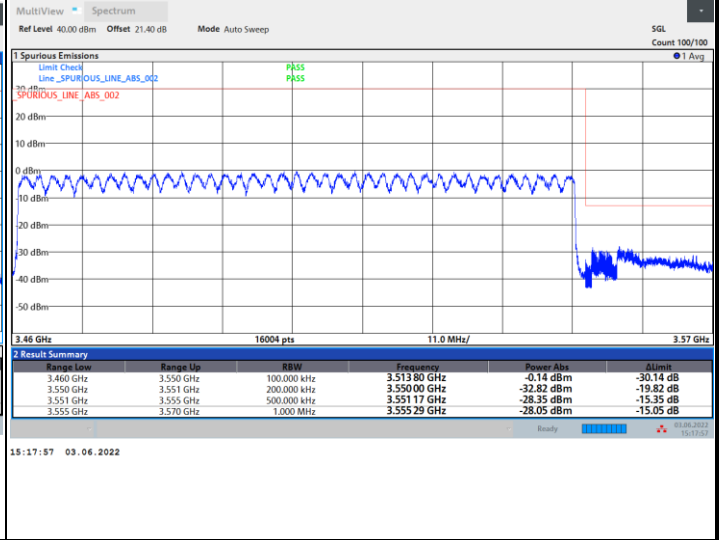 MultiView Spectrum
Ref Level 40.00 dBm Offset 21.40 dB Mode Auto Sweep SGL
Count 100/100
1 Spurious Emissions 1 Avg
Limit Check PASS
Line _SPURIOUS_LINE_ABS_002 PASS
30 dBm
_SPURIOUS_LINE_ABS_002
20 dBm
10 dBm
0 dBm
-10 dBm
-20 dBm
-30 dBm
-40 dBm
-50 dBm
3.46 GHz 16004 pts 11.0 MHz/ 3.57 GHz
2 Result Summary
Range Low Range Up RBW Frequency Power Abs ΔLimit
3.460 GHz 3.550 GHz 100.000 kHz 3.513 80 GHz -0.14 dBm -30.14 dB
3.550 GHz 3.551 GHz 200.000 kHz 3.550 00 GHz -32.82 dBm -19.82 dB
3.551 GHz 3.555 GHz 500.000 kHz 3.551 17 GHz -28.35 dBm -15.35 dB
3.555 GHz 3.570 GHz 1.000 MHz 3.555 29 GHz -28.05 dBm -15.05 dB
Ready 03.06.2022
15:17:57
15:17:57 03.06.2022